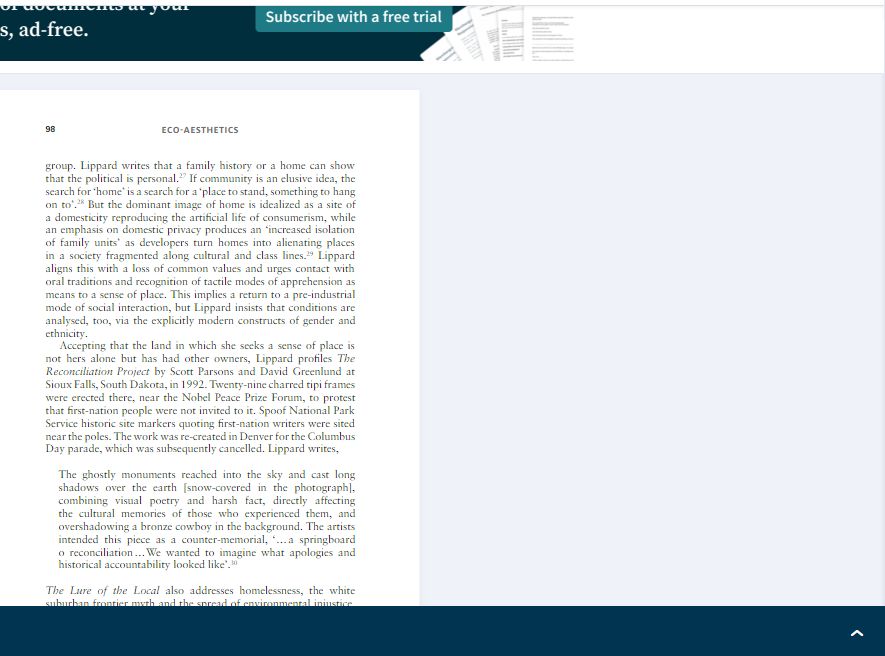 s, ad-free.
Subscribe with a free trial
98
ECO-AESTHETICS
group. Lippard writes that a family history or a home can show
that the political is personal.27 If community is an elusive idea, the
search for ‘home’ is a search for a ‘place to stand, something to hang
on to’.28 But the dominant image of home is idealized as a site of
a domesticity reproducing the artificial life of consumerism, while
an emphasis on domestic privacy produces an ‘increased isolation
of family units’ as developers turn homes into alienating places
in a society fragmented along cultural and class lines.29 Lippard
aligns this with a loss of common values and urges contact with
oral traditions and recognition of tactile modes of apprehension as
means to a sense of place. This implies a return to a pre-industrial
mode of social interaction, but Lippard insists that conditions are
analysed, too, via the explicitly modern constructs of gender and
ethnicity.
Accepting that the land in which she seeks a sense of place is
not hers alone but has had other owners, Lippard profiles The
Reconciliation Project by Scott Parsons and David Greenlund at
Sioux Falls, South Dakota, in 1992. Twenty-nine charred tipi frames
were erected there, near the Nobel Peace Prize Forum, to protest
that first-nation people were not invited to it. Spoof National Park
Service historic site markers quoting first-nation writers were sited
near the poles. The work was re-created in Denver for the Columbus
Day parade, which was subsequently cancelled. Lippard writes,
The ghostly monuments reached into the sky and cast long
shadows over the earth [snow-covered in the photograph],
combining visual poetry and harsh fact, directly affecting
the cultural memories of those who experienced them, and
overshadowing a bronze cowboy in the background. The artists
intended this piece as a counter-memorial, ‘…a springboard
o reconciliation…We wanted to imagine what apologies and
historical accountability looked like’.30
The Lure of the Local also addresses homelessness, the white
suburban frontier myth and the spread of environmental injustice.